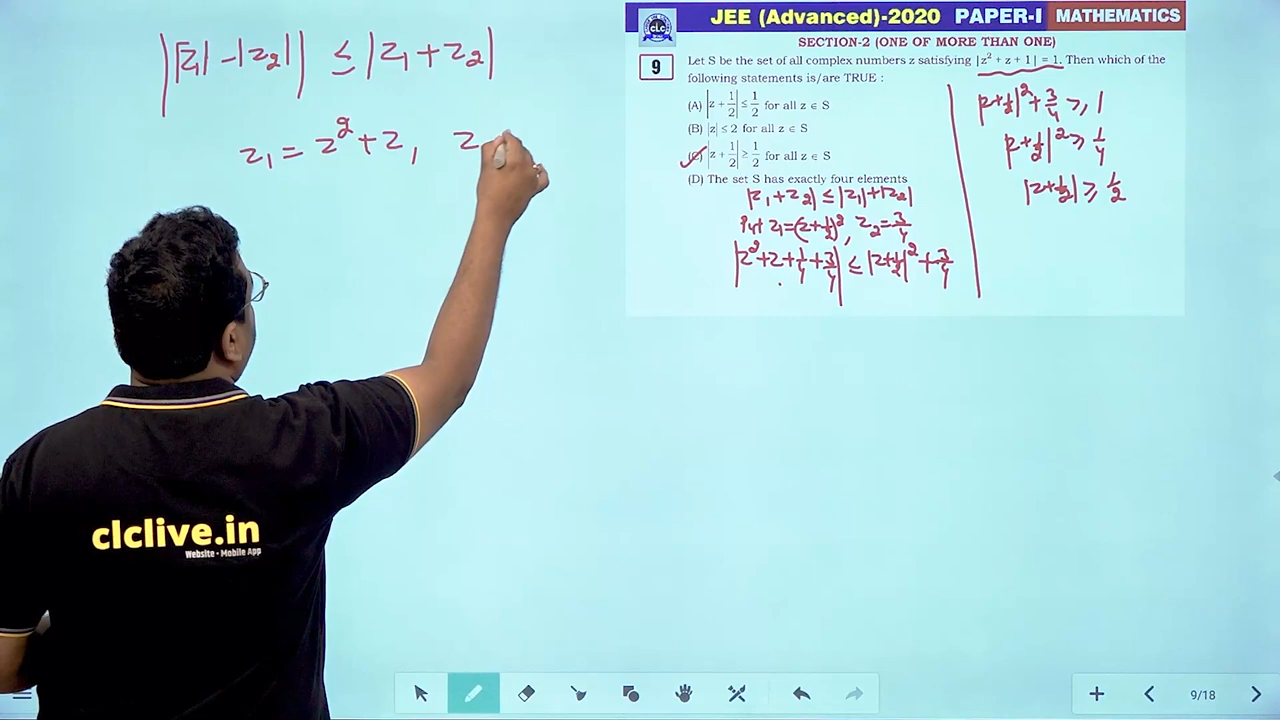 ||z₁| - |z₂|| ≤ |z₁ + z₂|
z₁ = z² + z, z
JEE (Advanced)-2020 PAPER-I MATHEMATICS
CLC
SECTION-2 (ONE OF MORE THAN ONE)
9
Let S be the set of all complex numbers z satisfying |z² + z + 1| = 1. Then which of the
following statements is/are TRUE :
(A) |z + 1/2| ≤ 1/2 for all z ∈ S
(B) |z| ≤ 2 for all z ∈ S
(C) |z + 1/2| ≥ 1/2 for all z ∈ S
(D) The set S has exactly four elements
|z₁ + z₂| ≤ |z₁| + |z₂|
Put z₁ = (z + 1/2)², z₂ = 3/4
|z² + z + 1/4 + 3/4| ≤ |z + 1/2|² + 3/4
|z + 1/2|² + 3/4 ≥ 1
|z + 1/2|² ≥ 1/4
|z + 1/2| ≥ 1/2
clclive.in
Website - Mobile App
9/18